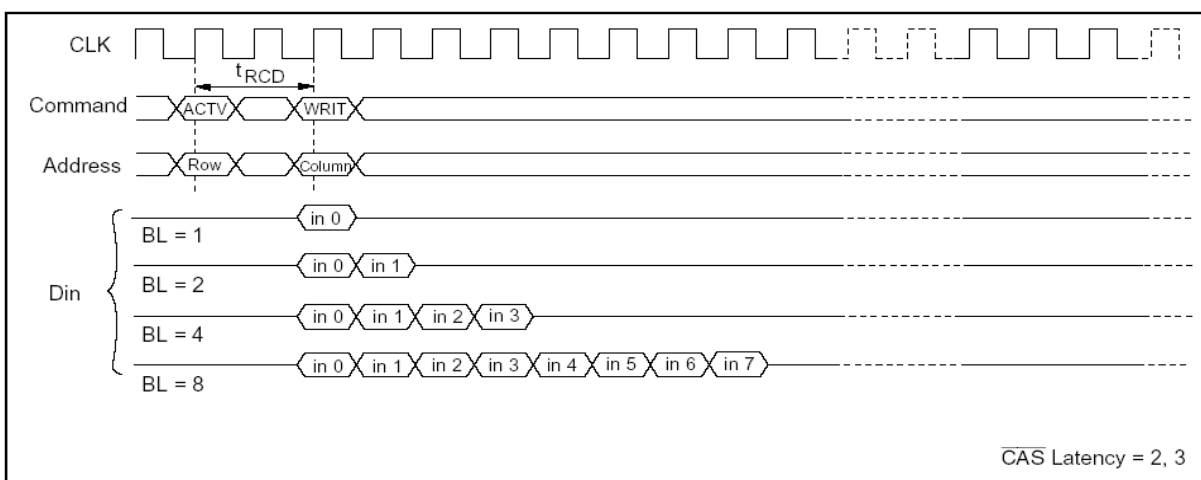 CLK
tRCD
Command ACTV WRIT
Address Row Column
Din
in 0
BL = 1
in 0 in 1
BL = 2
in 0 in 1 in 2 in 3
BL = 4
in 0 in 1 in 2 in 3 in 4 in 5 in 6 in 7
BL = 8
CAS Latency = 2, 3